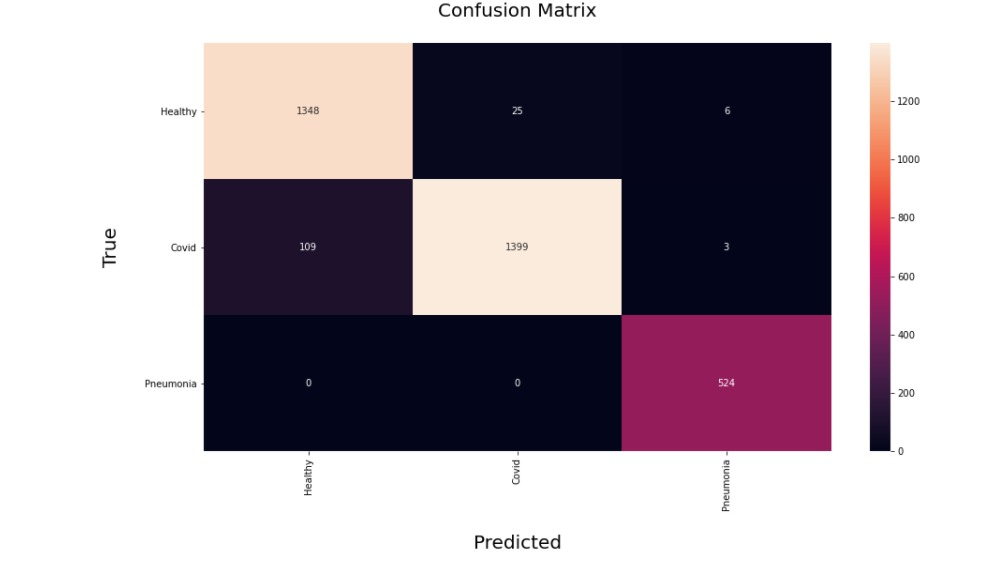 Confusion Matrix
Healthy 1348 25 6
Covid 109 1399 3
Pneumonia 0 0 524
Healthy Covid Pneumonia
True
Predicted
1200
1000
800
600
400
200
0